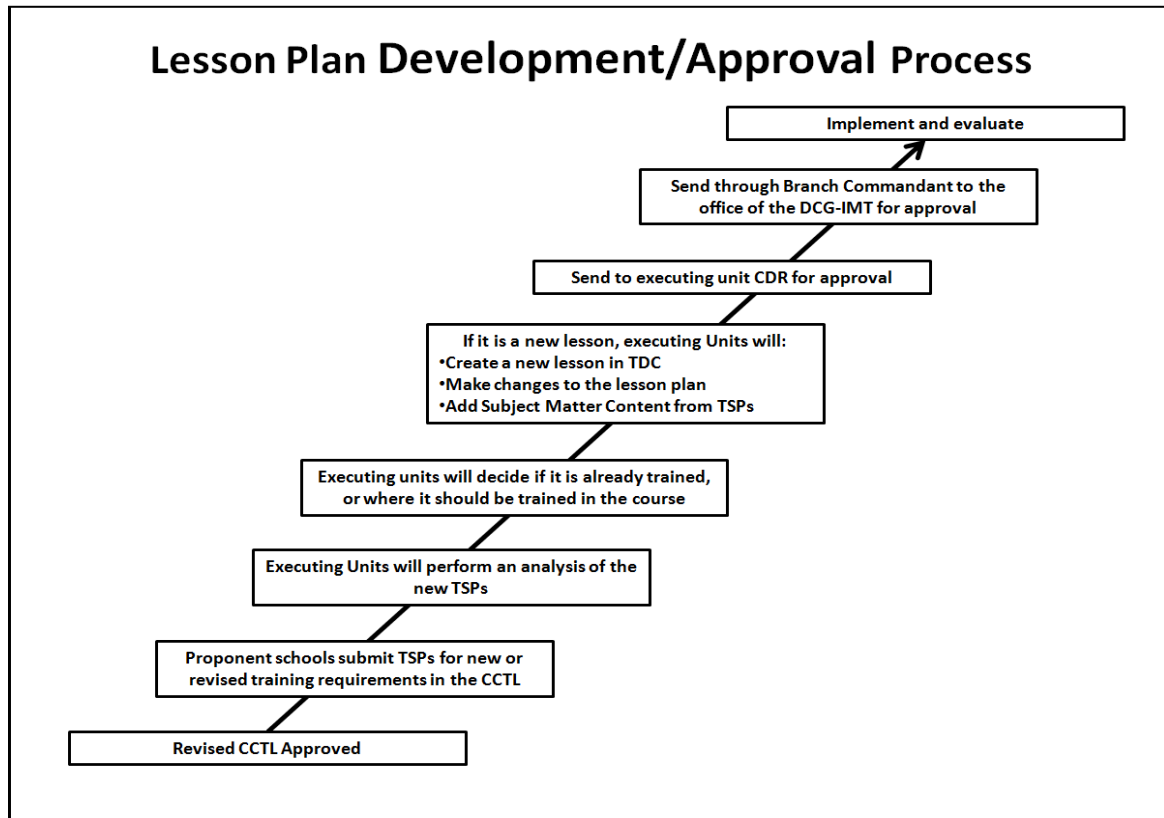 Lesson Plan Development/Approval Process
Implement and evaluate
Send through Branch Commandant to the
office of the DCG-IMT for approval
Send to executing unit CDR for approval
If it is a new lesson, executing Units will:
•Create a new lesson in TDC
•Make changes to the lesson plan
•Add Subject Matter Content from TSPs
Executing units will decide if it is already trained,
or where it should be trained in the course
Executing Units will perform an analysis of the
new TSPs
Proponent schools submit TSPs for new or
revised training requirements in the CCTL
Revised CCTL Approved